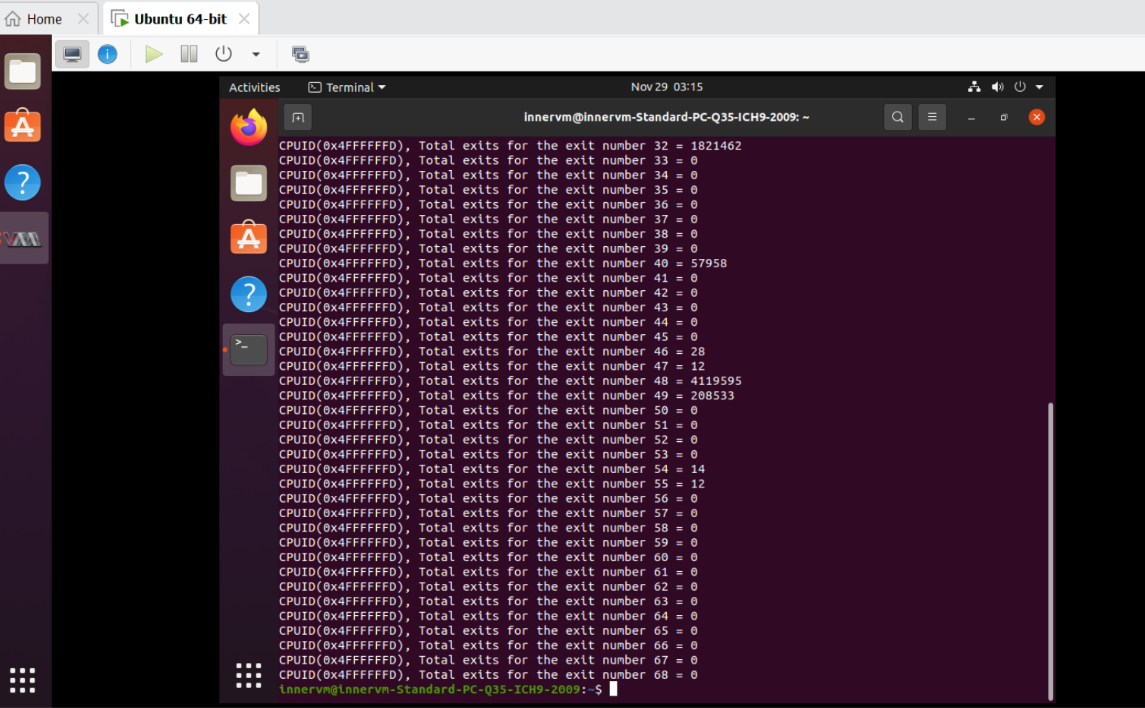 Home
Ubuntu 64-bit
Activities
Terminal
Nov 29 03:15
innervm@innervm-Standard-PC-Q35-ICH9-2009: ~
CPUID(0x4FFFFFFD), Total exits for the exit number 32 = 1821462
CPUID(0x4FFFFFFD), Total exits for the exit number 33 = 0
CPUID(0x4FFFFFFD), Total exits for the exit number 34 = 0
CPUID(0x4FFFFFFD), Total exits for the exit number 35 = 0
CPUID(0x4FFFFFFD), Total exits for the exit number 36 = 0
CPUID(0x4FFFFFFD), Total exits for the exit number 37 = 0
CPUID(0x4FFFFFFD), Total exits for the exit number 38 = 0
CPUID(0x4FFFFFFD), Total exits for the exit number 39 = 0
CPUID(0x4FFFFFFD), Total exits for the exit number 40 = 57958
CPUID(0x4FFFFFFD), Total exits for the exit number 41 = 0
CPUID(0x4FFFFFFD), Total exits for the exit number 42 = 0
CPUID(0x4FFFFFFD), Total exits for the exit number 43 = 0
CPUID(0x4FFFFFFD), Total exits for the exit number 44 = 0
CPUID(0x4FFFFFFD), Total exits for the exit number 45 = 0
CPUID(0x4FFFFFFD), Total exits for the exit number 46 = 28
CPUID(0x4FFFFFFD), Total exits for the exit number 47 = 12
CPUID(0x4FFFFFFD), Total exits for the exit number 48 = 4119595
CPUID(0x4FFFFFFD), Total exits for the exit number 49 = 208533
CPUID(0x4FFFFFFD), Total exits for the exit number 50 = 0
CPUID(0x4FFFFFFD), Total exits for the exit number 51 = 0
CPUID(0x4FFFFFFD), Total exits for the exit number 52 = 0
CPUID(0x4FFFFFFD), Total exits for the exit number 53 = 0
CPUID(0x4FFFFFFD), Total exits for the exit number 54 = 14
CPUID(0x4FFFFFFD), Total exits for the exit number 55 = 12
CPUID(0x4FFFFFFD), Total exits for the exit number 56 = 0
CPUID(0x4FFFFFFD), Total exits for the exit number 57 = 0
CPUID(0x4FFFFFFD), Total exits for the exit number 58 = 0
CPUID(0x4FFFFFFD), Total exits for the exit number 59 = 0
CPUID(0x4FFFFFFD), Total exits for the exit number 60 = 0
CPUID(0x4FFFFFFD), Total exits for the exit number 61 = 0
CPUID(0x4FFFFFFD), Total exits for the exit number 62 = 0
CPUID(0x4FFFFFFD), Total exits for the exit number 63 = 0
CPUID(0x4FFFFFFD), Total exits for the exit number 64 = 0
CPUID(0x4FFFFFFD), Total exits for the exit number 65 = 0
CPUID(0x4FFFFFFD), Total exits for the exit number 66 = 0
CPUID(0x4FFFFFFD), Total exits for the exit number 67 = 0
CPUID(0x4FFFFFFD), Total exits for the exit number 68 = 0
innervm@innervm-Standard-PC-Q35-ICH9-2009:~$